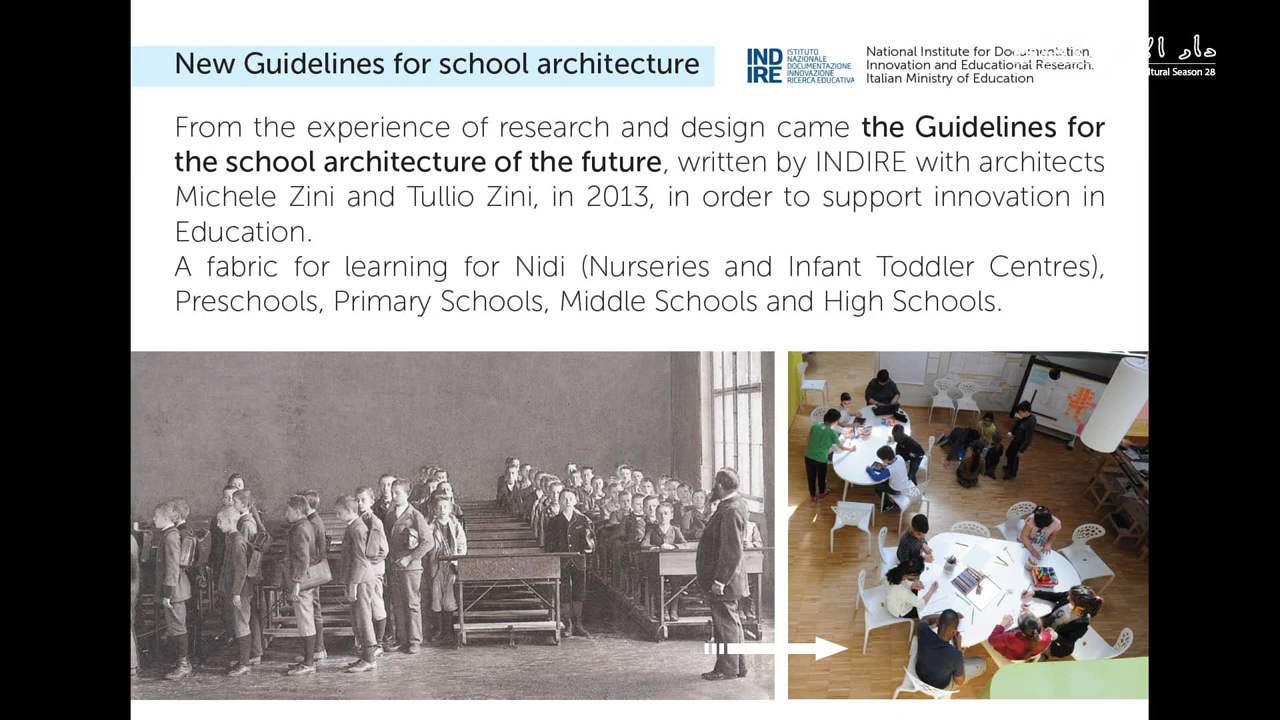 New Guidelines for school architecture
IND
IRE
ISTITUTO
NAZIONALE
DOCUMENTAZIONE
INNOVAZIONE
RICERCA EDUCATIVA
National Institute for Documentation,
Innovation and Educational Research.
Italian Ministry of Education
دار
ltural Season 28
From the experience of research and design came the Guidelines for
the school architecture of the future, written by INDIRE with architects
Michele Zini and Tullio Zini, in 2013, in order to support innovation in
Education.
A fabric for learning for Nidi (Nurseries and Infant Toddler Centres),
Preschools, Primary Schools, Middle Schools and High Schools.